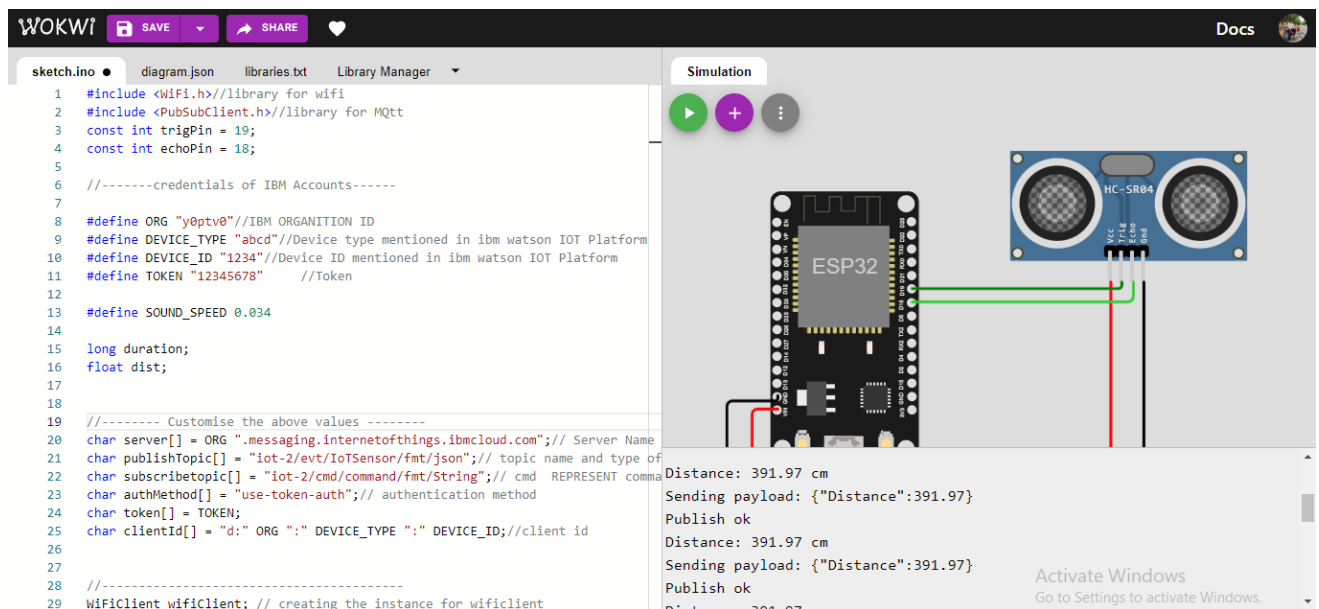 WOKWI SAVE SHARE Docs
sketch.ino ● diagram.json libraries.txt Library Manager
Simulation
1 #include <WiFi.h>//library for wifi
2 #include <PubSubClient.h>//library for MQtt
3 const int trigPin = 19;
4 const int echoPin = 18;
5
6 //-------credentials of IBM Accounts------
7
8 #define ORG "y0ptv0"//IBM ORGANITION ID
9 #define DEVICE_TYPE "abcd"//Device type mentioned in ibm watson IOT Platform
10 #define DEVICE_ID "1234"//Device ID mentioned in ibm watson IOT Platform
11 #define TOKEN "12345678"     //Token
12
13 #define SOUND_SPEED 0.034
14
15 long duration;
16 float dist;
17
18
19 //-------- Customise the above values --------
20 char server[] = ORG ".messaging.internetofthings.ibmcloud.com";// Server Name
21 char publishTopic[] = "iot-2/evt/IoTSensor/fmt/json";// topic name and type of
22 char subscribetopic[] = "iot-2/cmd/command/fmt/String";// cmd  REPRESENT comma
23 char authMethod[] = "use-token-auth";// authentication method
24 char token[] = TOKEN;
25 char clientId[] = "d:" ORG ":" DEVICE_TYPE ":" DEVICE_ID;//client id
26
27
28 //-----------------------------------------
29 WiFiClient wifiClient; // creating the instance for wificlient
HC-SR04
Vcc
Trig
Echo
Gnd
ESP32
Distance: 391.97 cm
Sending payload: {"Distance":391.97}
Publish ok
Distance: 391.97 cm
Sending payload: {"Distance":391.97}
Publish ok
Activate Windows
Go to Settings to activate Windows.